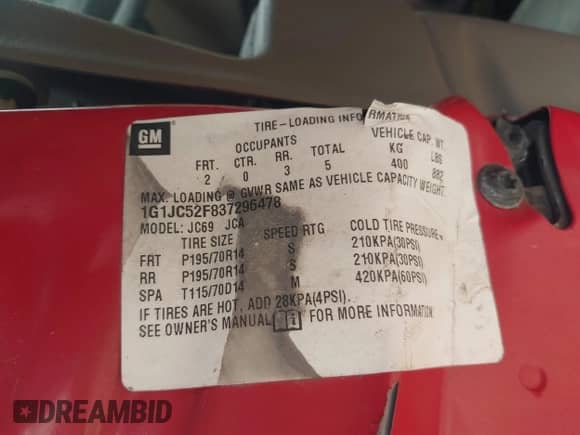 GM
TIRE-LOADING INFORMATION
OCCUPANTS VEHICLE CAP. WT.
FRT. CTR. RR. TOTAL KG LBS
2 0 3 5 400 882
MAX. LOADING @ GVWR SAME AS VEHICLE CAPACITY WEIGHT.
1G1JC52F837296478
MODEL: JC69 JCA
TIRE SIZE SPEED RTG COLD TIRE PRESSURE
FRT P195/70R14 S 210KPA(30PSI)
RR P195/70R14 S 210KPA(30PSI)
SPA T115/70D14 M 420KPA(60PSI)
IF TIRES ARE HOT, ADD 28KPA(4PSI).
SEE OWNER'S MANUAL FOR MORE INFORMATION
DREAMBID